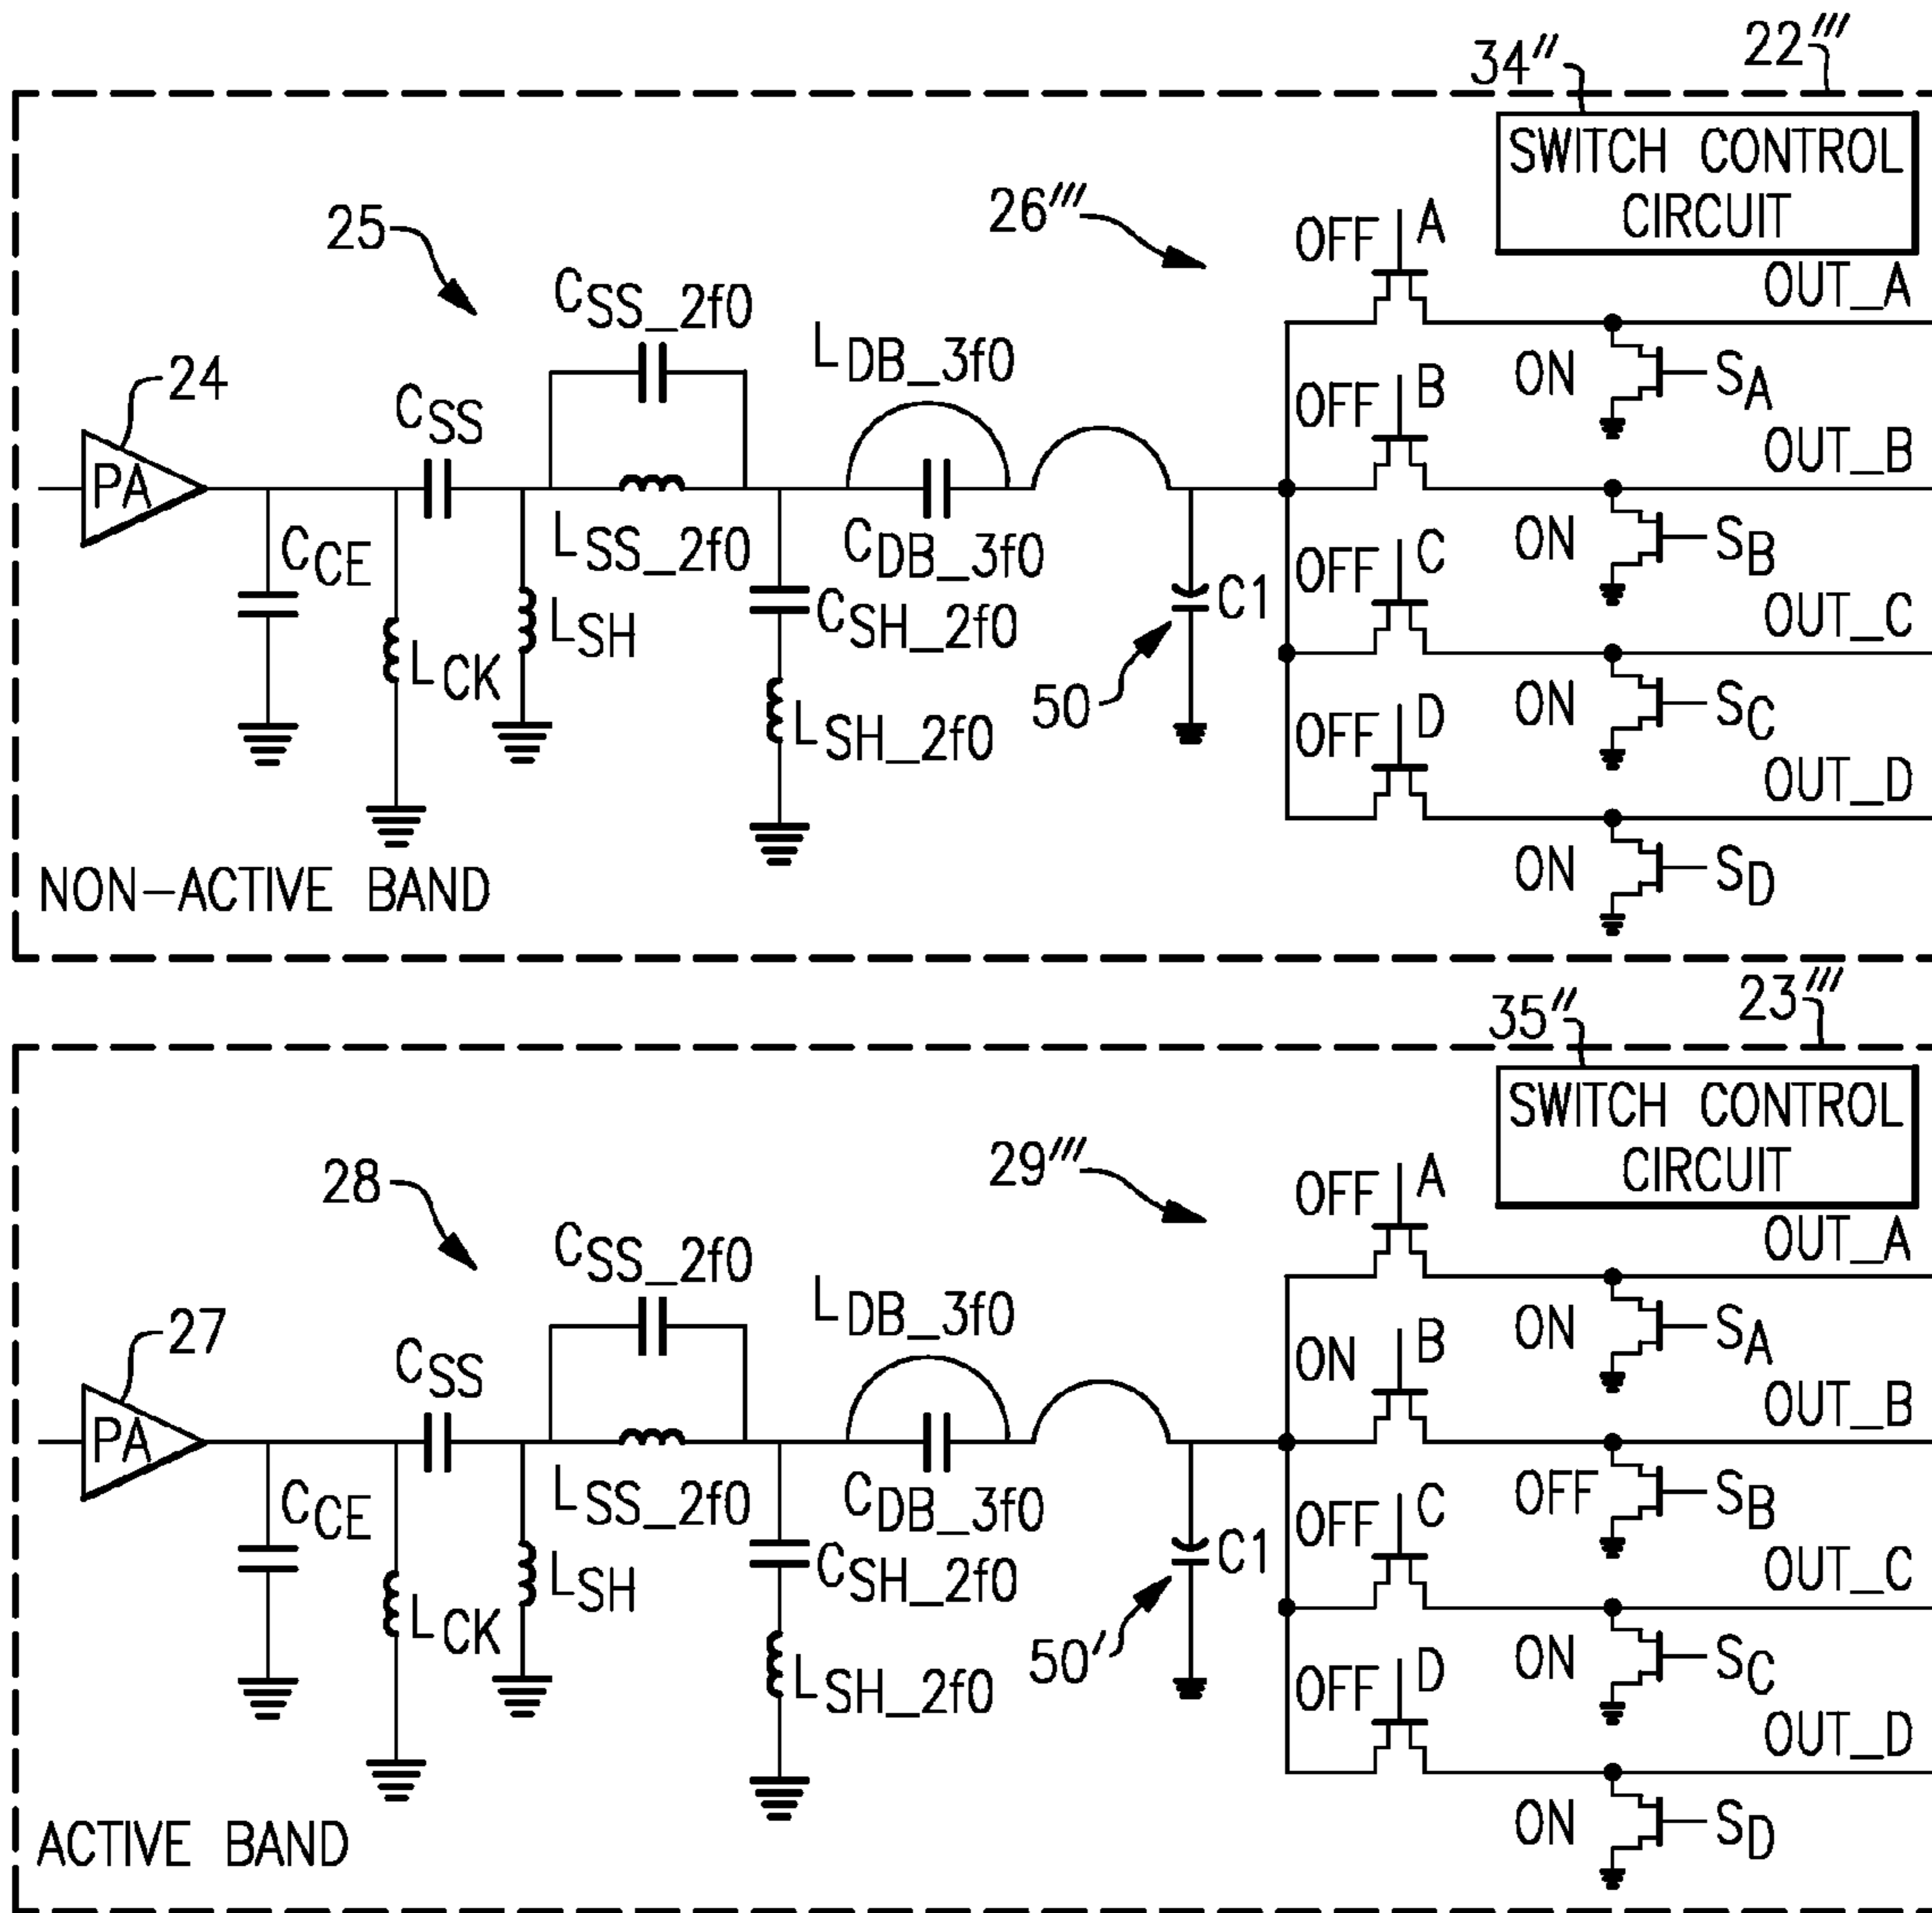 22'''
34''
SWITCH CONTROL
CIRCUIT
25
26'''
OFF A
OUT_A
CSS_2f0
LDB_3f0
24
CSS
ON SA
OFF B
OUT_B
PA
CCE
LSS_2f0
CDB_3f0
ON SB
OFF C
OUT_C
LSH
CSH_2f0
C1
LCK
50
ON SC
OFF D
LSH_2f0
OUT_D
NON-ACTIVE BAND
ON SD
23'''
35''
SWITCH CONTROL
CIRCUIT
28
29'''
OFF A
OUT_A
CSS_2f0
LDB_3f0
27
CSS
ON SA
ON B
OUT_B
PA
CCE
LSS_2f0
CDB_3f0
OFF SB
OFF C
OUT_C
LSH
CSH_2f0
C1
LCK
50'
ON SC
OFF D
LSH_2f0
OUT_D
ACTIVE BAND
ON SD